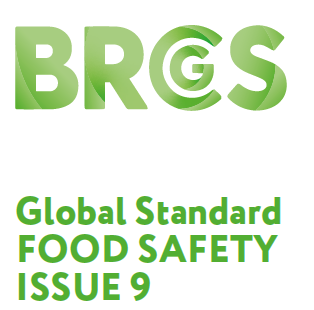 BRCGS
Global Standard
FOOD SAFETY
ISSUE 9